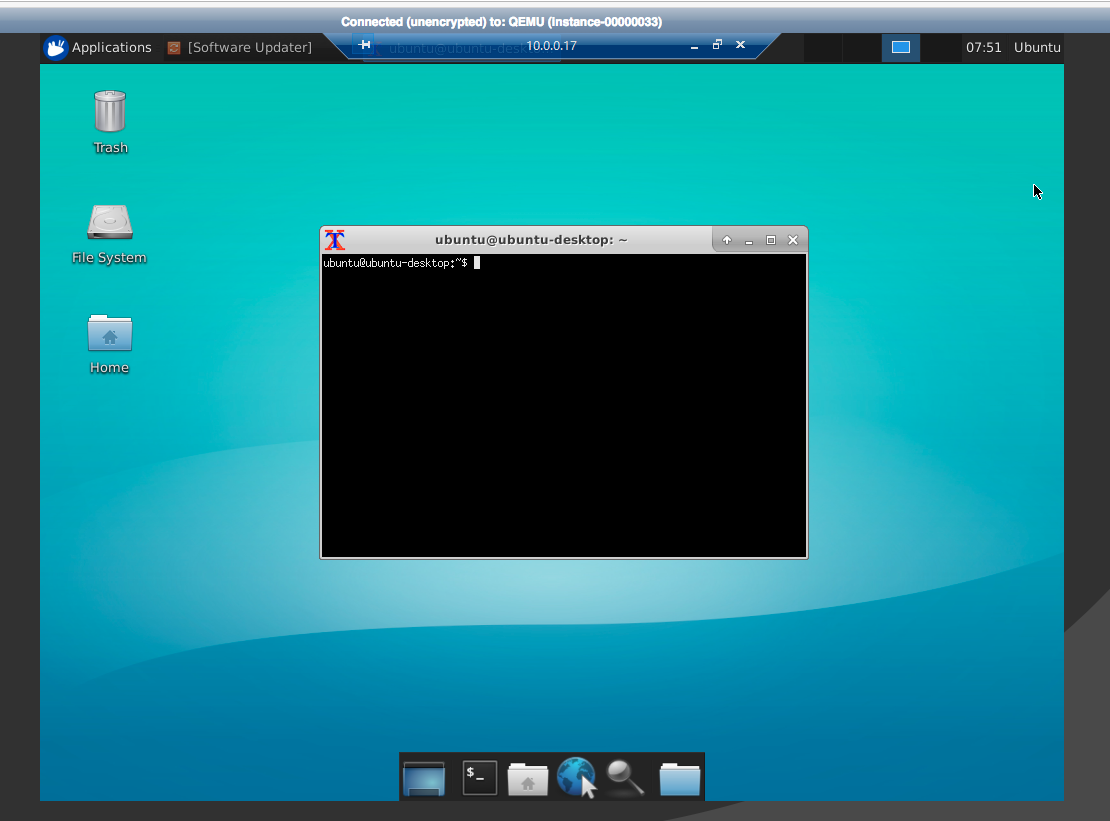 Connected (unencrypted) to: QEMU (Instance-00000033)
Applications [Software Updater] ubuntu@ubuntu-desk 10.0.0.17 07:51 Ubuntu
Trash
File System
Home
ubuntu@ubuntu-desktop: ~
ubuntu@ubuntu-desktop:~$
$_